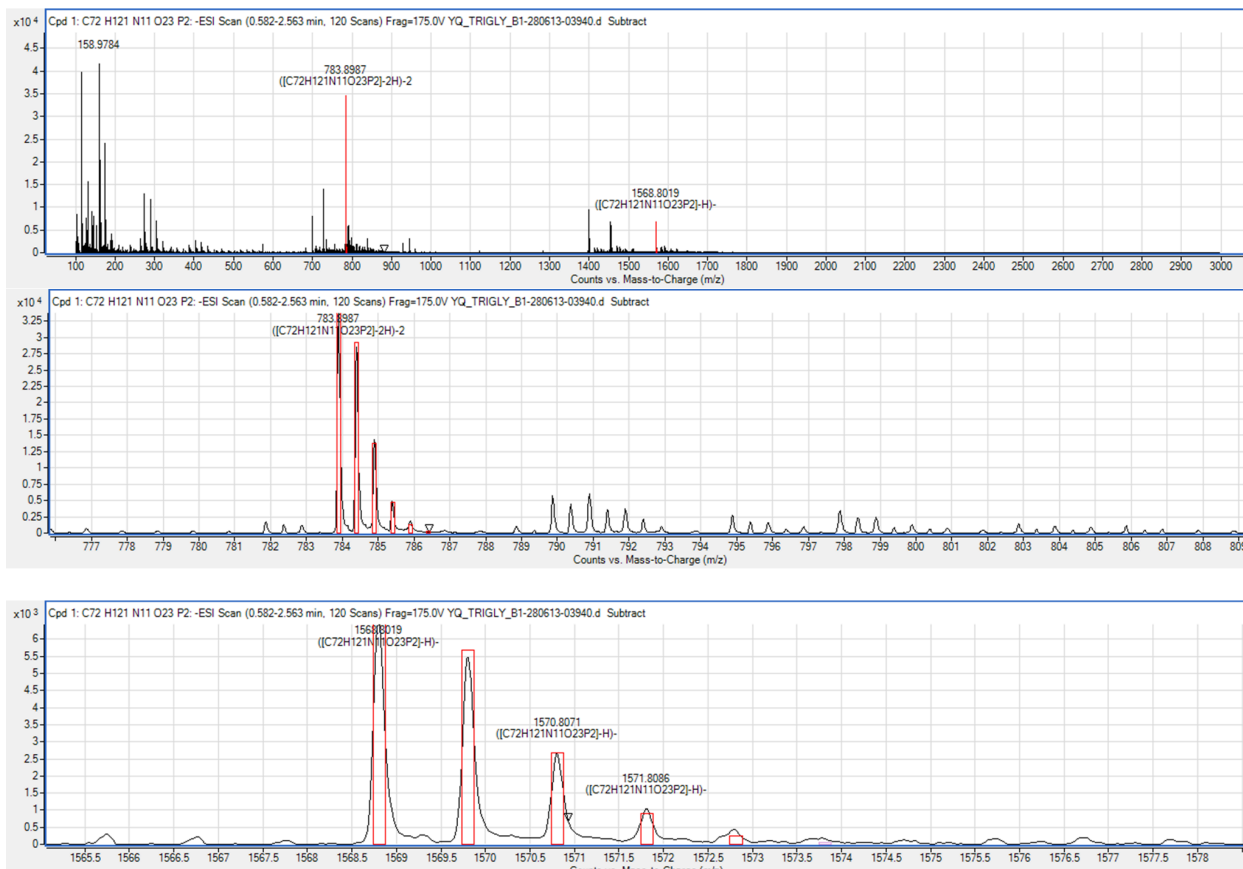 x10 4 Cpd 1: C72 H121 N11 O23 P2: -ESI Scan (0.582-2.563 min, 120 Scans) Frag=175.0V YQ_TRIGLY_B1-280613-03940.d Subtract
4.5
4
3.5
3
2.5
2
1.5
1
0.5
0
158.9784
783.8987
([C72H121N11O23P2]-2H)-2
1568.8019
([C72H121N11O23P2]-H)-
100 200 300 400 500 600 700 800 900 1000 1100 1200 1300 1400 1500 1600 1700 1800 1900 2000 2100 2200 2300 2400 2500 2600 2700 2800 2900 3000
Counts vs. Mass-to-Charge (m/z)
x10 4 Cpd 1: C72 H121 N11 O23 P2: -ESI Scan (0.582-2.563 min, 120 Scans) Frag=175.0V YQ_TRIGLY_B1-280613-03940.d Subtract
3.25
3
2.75
2.5
2.25
2
1.75
1.5
1.25
1
0.75
0.5
0.25
0
783.8987
([C72H121N11O23P2]-2H)-2
777 778 779 780 781 782 783 784 785 786 787 788 789 790 791 792 793 794 795 796 797 798 799 800 801 802 803 804 805 806 807 808 809
Counts vs. Mass-to-Charge (m/z)
x10 3 Cpd 1: C72 H121 N11 O23 P2: -ESI Scan (0.582-2.563 min, 120 Scans) Frag=175.0V YQ_TRIGLY_B1-280613-03940.d Subtract
6
5.5
5
4.5
4
3.5
3
2.5
2
1.5
1
0.5
0
1568.8019
([C72H121N11O23P2]-H)-
1570.8071
([C72H121N11O23P2]-H)-
1571.8086
([C72H121N11O23P2]-H)-
1565.5 1566 1566.5 1567 1567.5 1568 1568.5 1569 1569.5 1570 1570.5 1571 1571.5 1572 1572.5 1573 1573.5 1574 1574.5 1575 1575.5 1576 1576.5 1577 1577.5 1578
Counts vs. Mass-to-Charge (m/z)